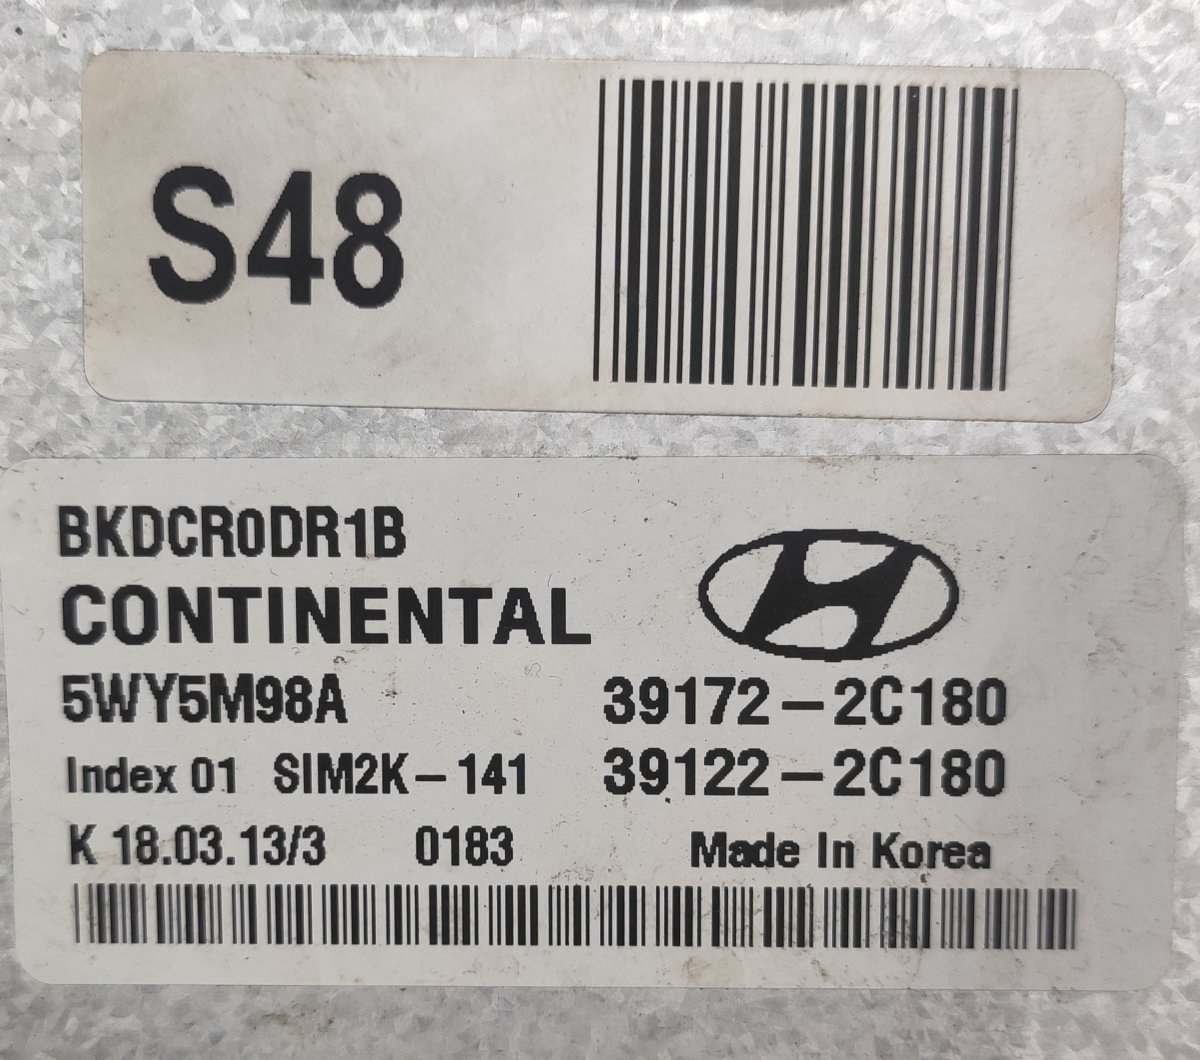 S48
BKDCR0DR1B
CONTINENTAL
5WY5M98A 39172-2C180
Index 01 SIM2K-141 39122-2C180
K 18.03.13/3 0183 Made In Korea